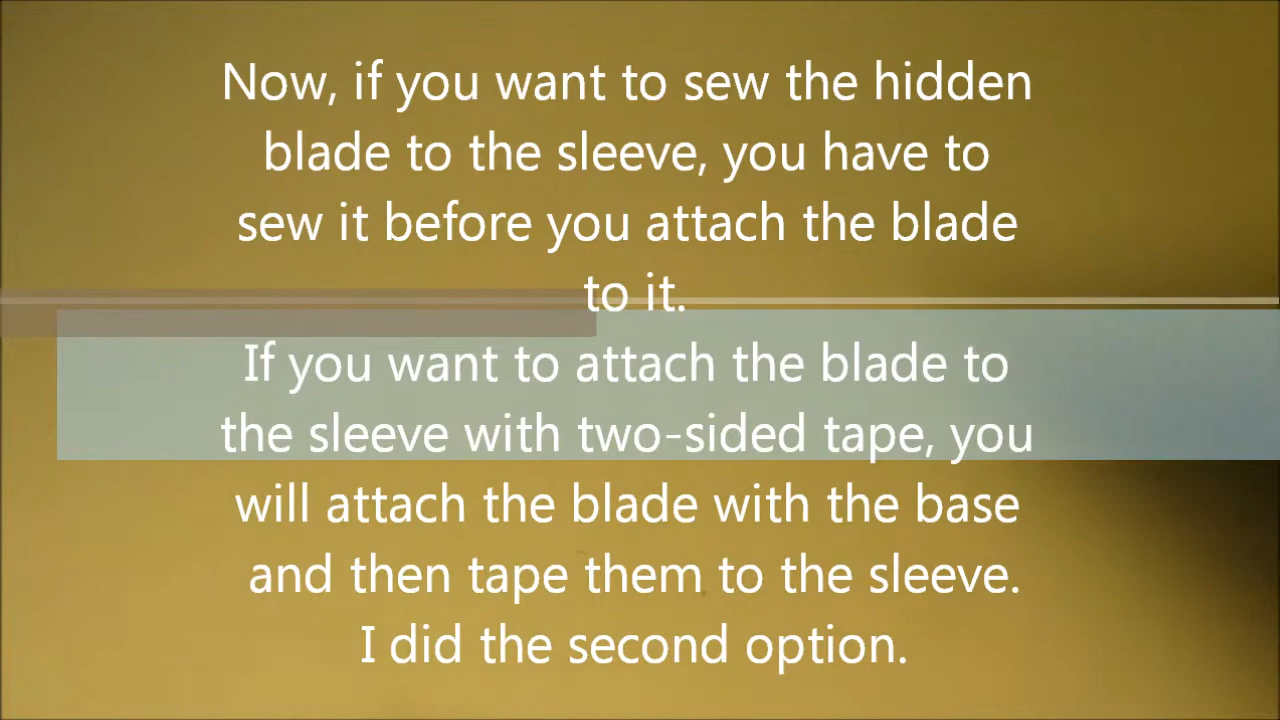 Now, if you want to sew the hidden
blade to the sleeve, you have to
sew it before you attach the blade
to it.
If you want to attach the blade to
the sleeve with two-sided tape, you
will attach the blade with the base
and then tape them to the sleeve.
I did the second option.